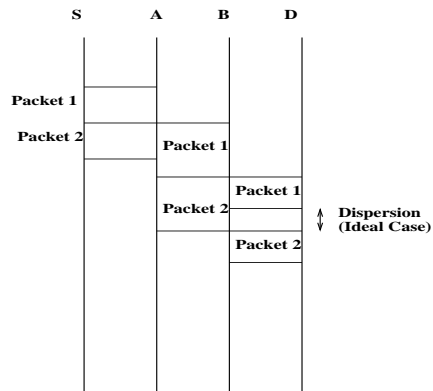 S A B D
Packet 1
Packet 2
Packet 1
Packet 2
Packet 1
Packet 2
Dispersion
(Ideal Case)